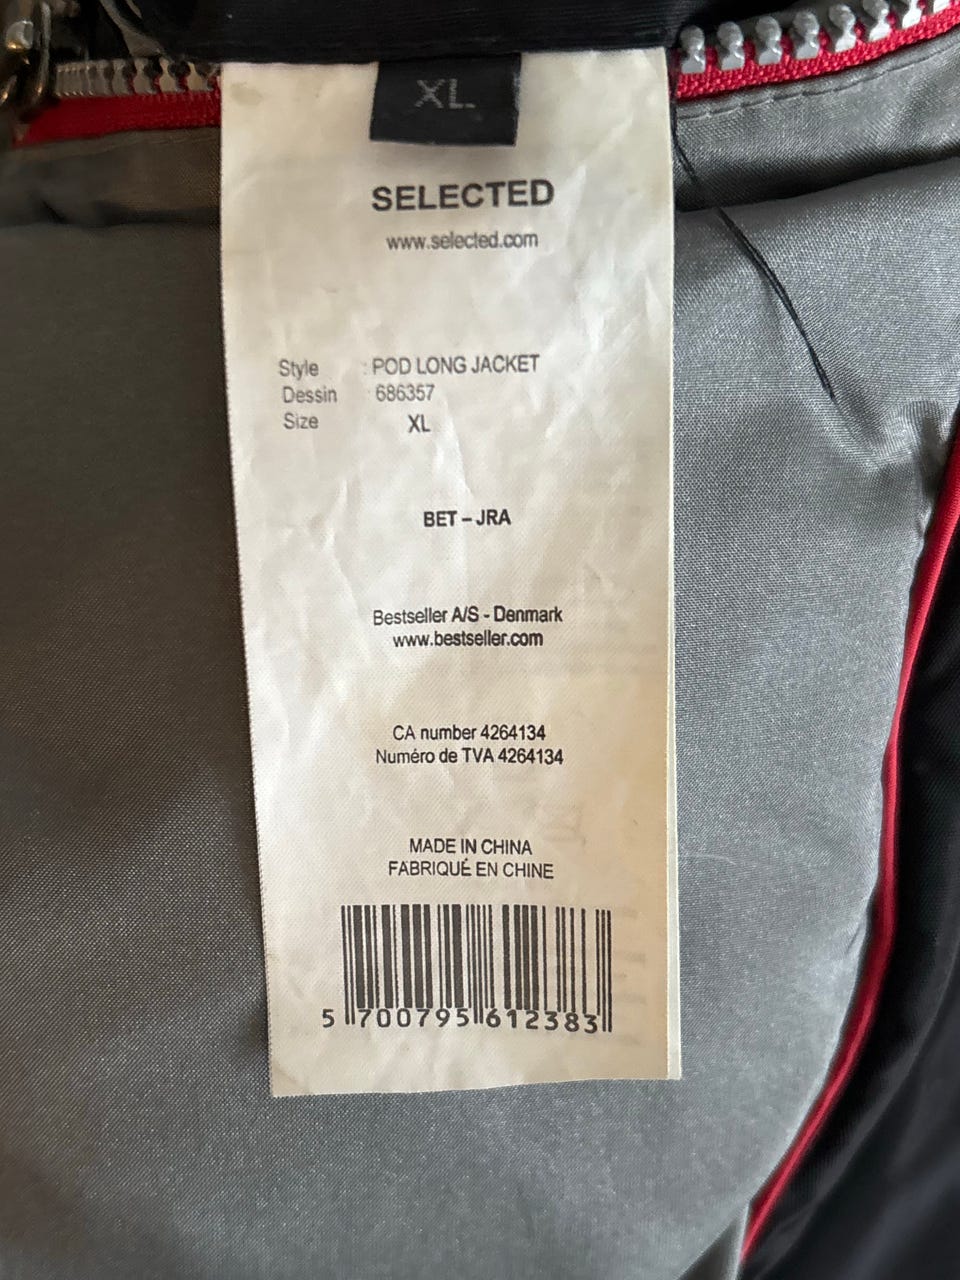 XL
SELECTED
www.selected.com
Style : POD LONG JACKET
Dessin : 686357
Size XL
BET – JRA
Bestseller A/S - Denmark
www.bestseller.com
CA number 4264134
Numéro de TVA 4264134
MADE IN CHINA
FABRIQUÉ EN CHINE
5 700795 612383